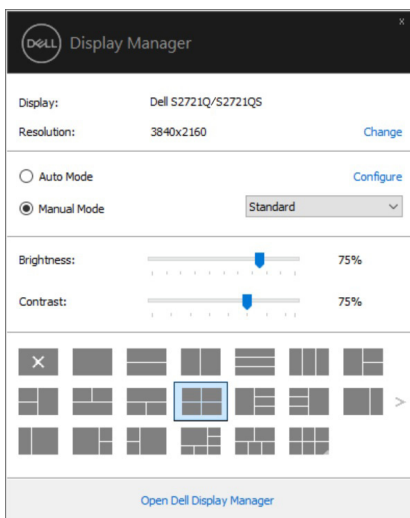 x
DELL Display Manager
Display: Dell S2721Q/S2721QS
Resolution: 3840x2160 Change
Auto Mode Configure
Manual Mode Standard
Brightness: 75%
Contrast: 75%
Open Dell Display Manager